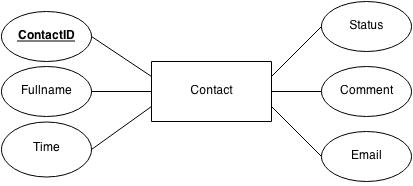 ContactID
Fullname
Time
Contact
Status
Comment
Email